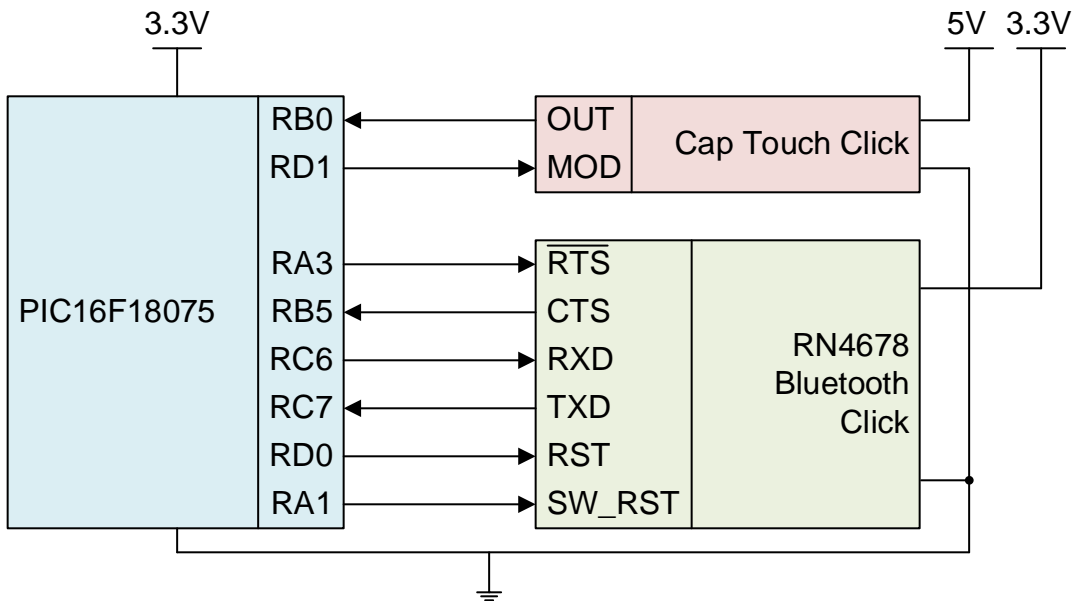 3.3V
5V 3.3V
PIC16F18075
RB0
RD1
RA3
RB5
RC6
RC7
RD0
RA1
OUT
MOD
Cap Touch Click
RTS
CTS
RXD
TXD
RST
SW_RST
RN4678
Bluetooth
Click